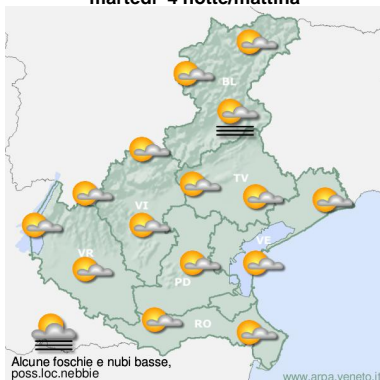 martedì 4 notte/mattina
BL
TV
VI
VE
VR
PD
RO
Alcune foschie e nubi basse,
poss.loc.nebbie
www.arpa.veneto.it